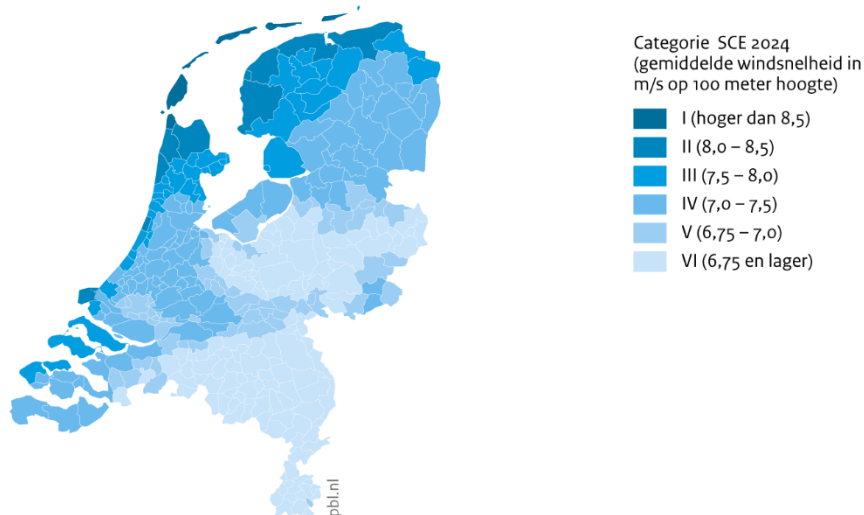 Categorie SCE 2024
(gemiddelde windsnelheid in
m/s op 100 meter hoogte)
I (hoger dan 8,5)
II (8,0 – 8,5)
III (7,5 – 8,0)
IV (7,0 – 7,5)
V (6,75 – 7,0)
VI (6,75 en lager)
pbl.nl